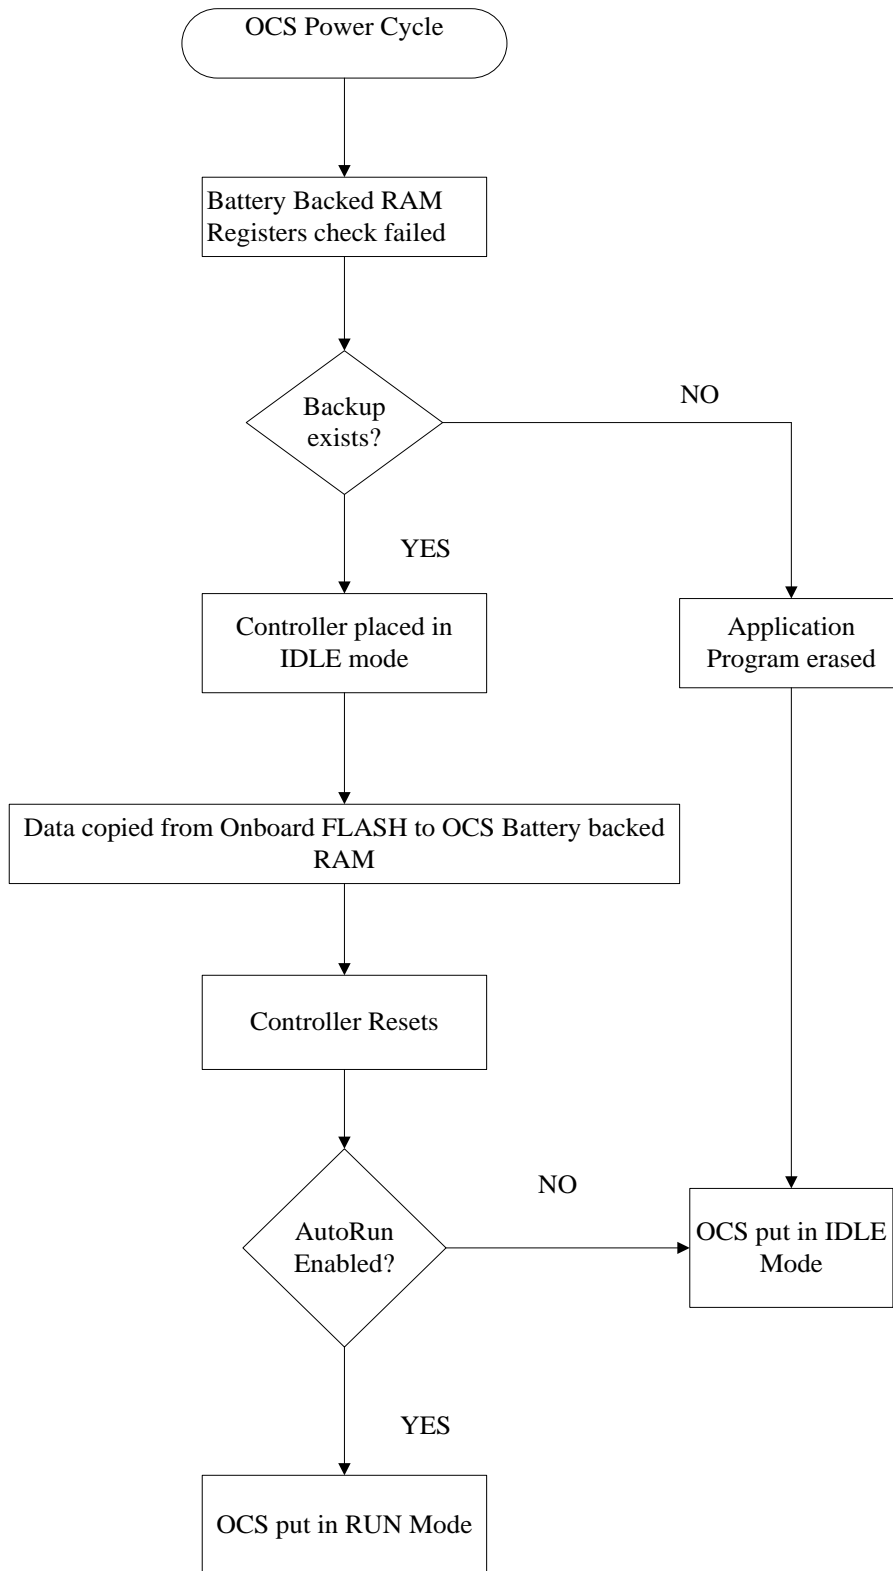 OCS Power Cycle
Battery Backed RAM
Registers check failed
Backup
exists?
NO
YES
Controller placed in
IDLE mode
Application
Program erased
Data copied from Onboard FLASH to OCS Battery backed
RAM
Controller Resets
AutoRun
Enabled?
NO
OCS put in IDLE
Mode
YES
OCS put in RUN Mode